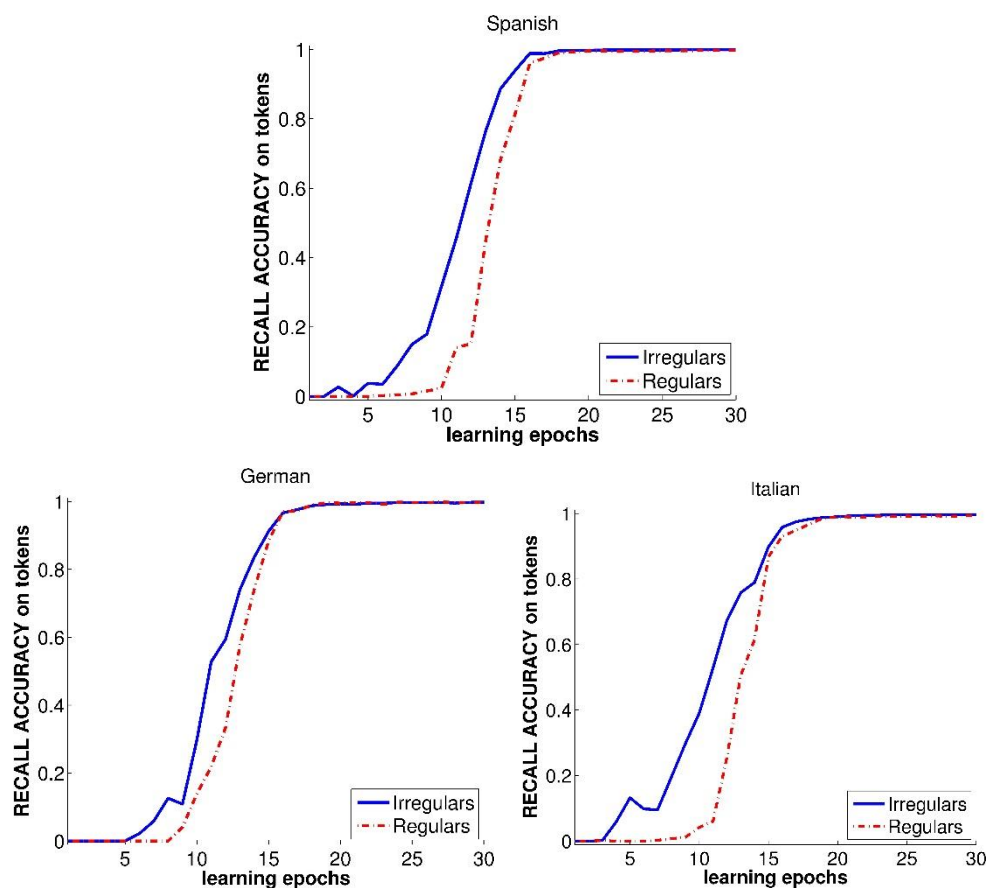 Spanish
RECALL ACCURACY on tokens
1
0.8
0.6
0.4
0.2
0
5 10 15 20 25 30
learning epochs
Irregulars
Regulars
German
RECALL ACCURACY on tokens
1
0.8
0.6
0.4
0.2
0
5 10 15 20 25 30
learning epochs
Irregulars
Regulars
Italian
RECALL ACCURACY on tokens
1
0.8
0.6
0.4
0.2
0
5 10 15 20 25 30
learning epochs
Irregulars
Regulars